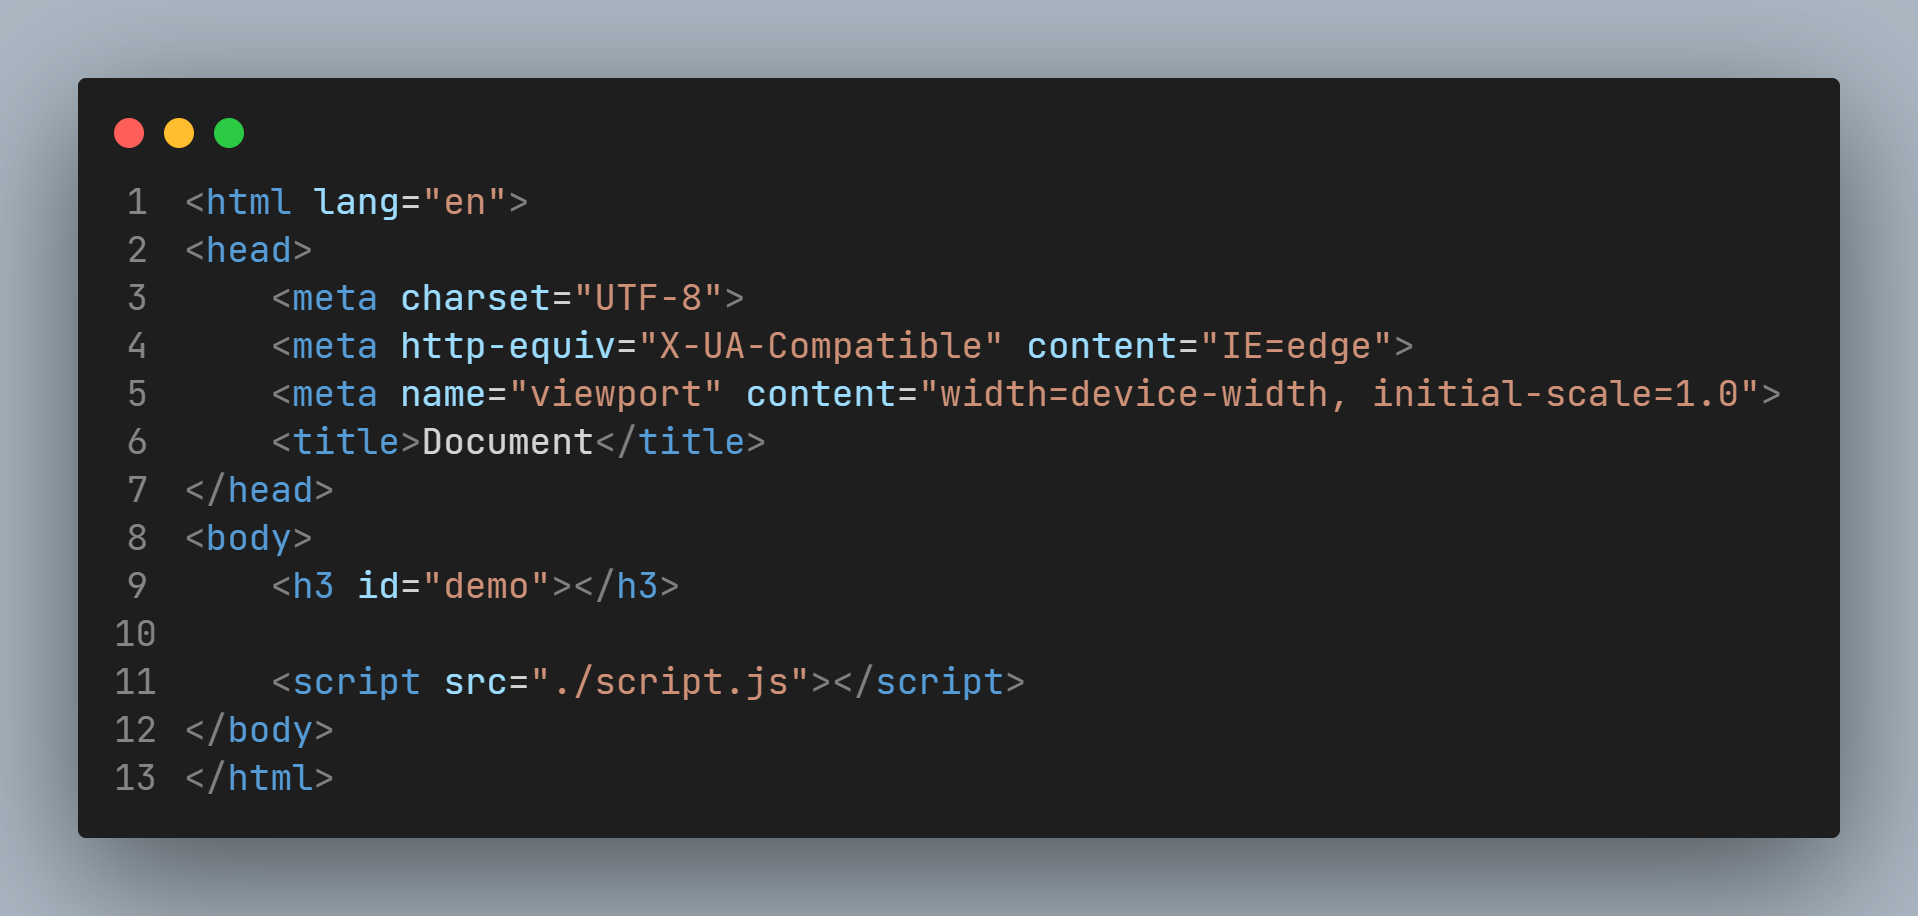 1 <html lang="en">
2 <head>
3     <meta charset="UTF-8">
4     <meta http-equiv="X-UA-Compatible" content="IE=edge">
5     <meta name="viewport" content="width=device-width, initial-scale=1.0">
6     <title>Document</title>
7 </head>
8 <body>
9     <h3 id="demo"></h3>
10
11     <script src="./script.js"></script>
12 </body>
13 </html>